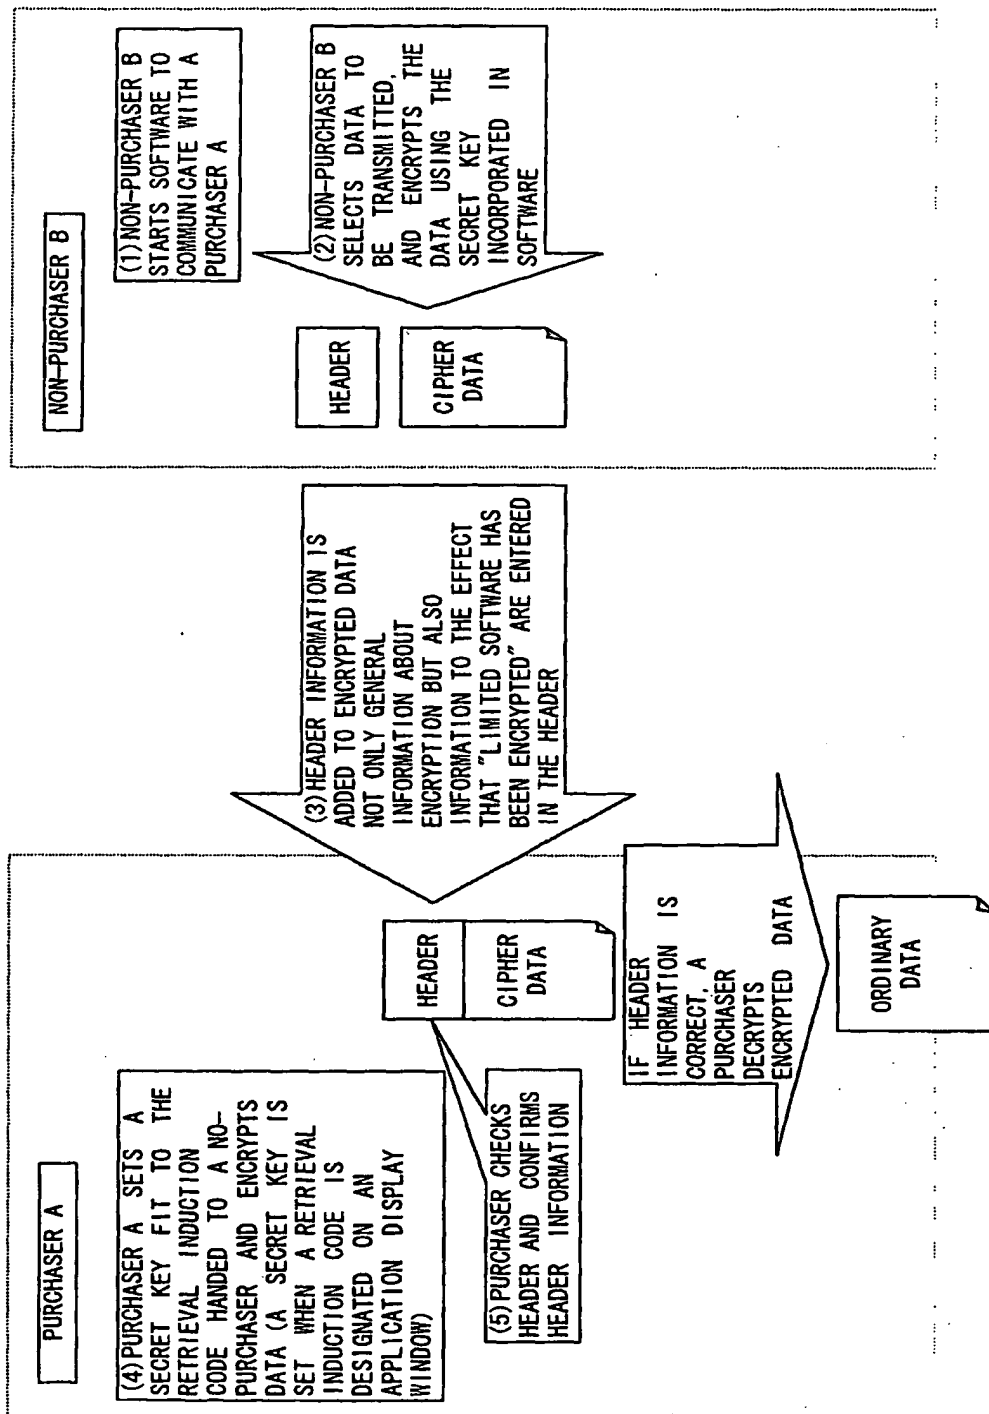 PURCHASER A
(4)PURCHASER A SETS A
SECRET KEY FIT TO THE
RETRIEVAL INDUCTION
CODE HANDED TO A NO-
PURCHASER AND ENCRYPTS
DATA (A SECRET KEY IS
SET WHEN A RETRIEVAL
INDUCTION CODE IS
DESIGNATED ON AN
APPLICATION DISPLAY
WINDOW)
(5)PURCHASER CHECKS
HEADER AND CONFIRMS
HEADER INFORMATION
HEADER
CIPHER
DATA
IF HEADER
INFORMATION IS
CORRECT, A
PURCHASER
DECRYPTS
ENCRYPTED DATA
ORDINARY
DATA
(3)HEADER INFORMATION IS
ADDED TO ENCRYPTED DATA
NOT ONLY GENERAL
INFORMATION ABOUT
ENCRYPTION BUT ALSO
INFORMATION TO THE EFFECT
THAT "LIMITED SOFTWARE HAS
BEEN ENCRYPTED" ARE ENTERED
IN THE HEADER
NON-PURCHASER B
(1)NON-PURCHASER B
STARTS SOFTWARE TO
COMMUNICATE WITH A
PURCHASER A
(2)NON-PURCHASER B
SELECTS DATA TO
BE TRANSMITTED,
AND ENCRYPTS THE
DATA USING THE
SECRET KEY
INCORPORATED IN
SOFTWARE
HEADER
CIPHER
DATA